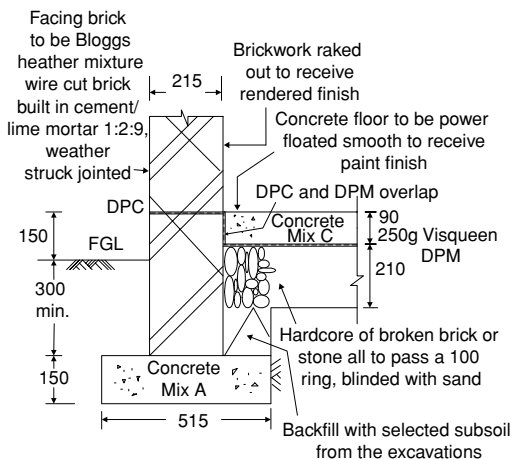 Facing brick
to be Bloggs
heather mixture
wire cut brick
built in cement/
lime mortar 1:2:9,
weather
struck jointed
215
Brickwork raked
out to receive
rendered finish
Concrete floor to be power
floated smooth to receive
paint finish
DPC and DPM overlap
DPC
150
FGL
Concrete
Mix C
90
250g Visqueen
DPM
210
300
min.
Hardcore of broken brick or
stone all to pass a 100
ring, blinded with sand
150
Concrete
Mix A
515
Backfill with selected subsoil
from the excavations